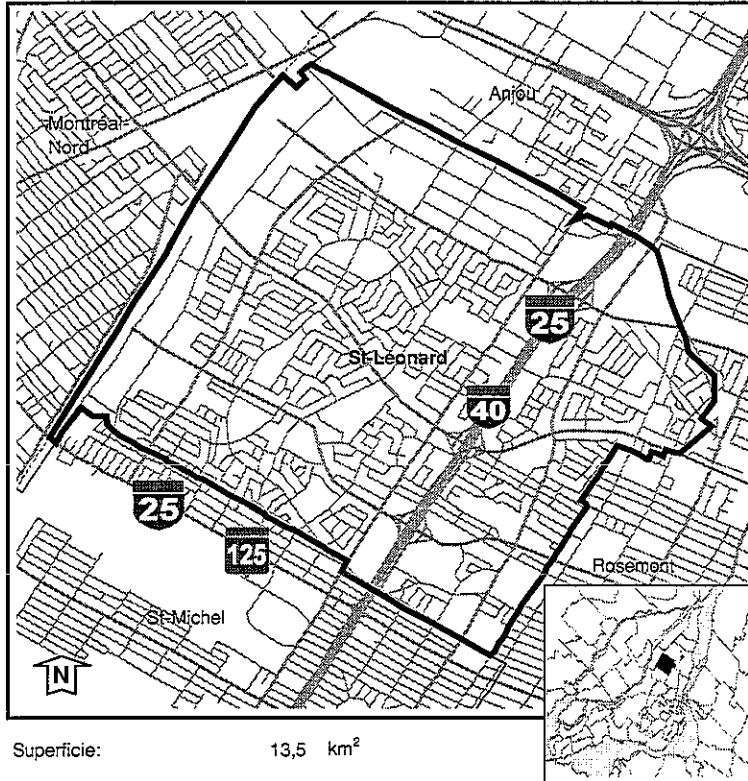 Anjou
Montréal-
Nord
25
St-Léonard
40
25
125
Rosemont
St-Michel
N
Superficie: 13,5 km²